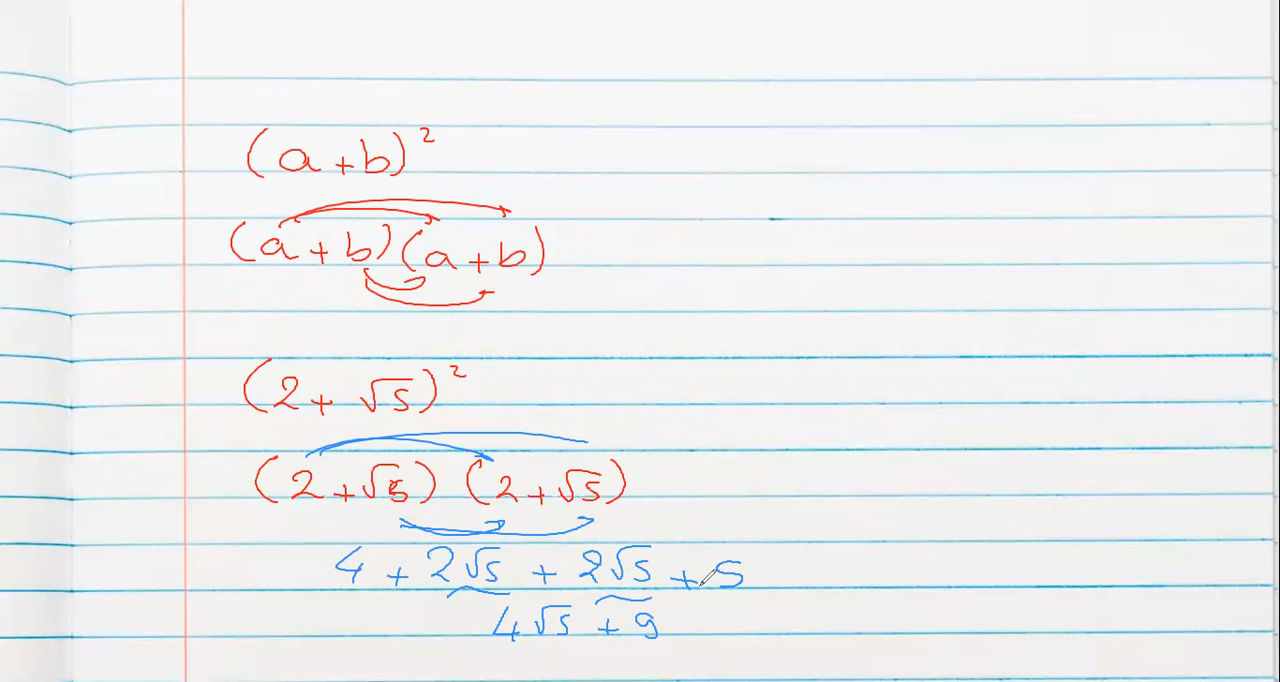 (a+b)²
(a+b)(a+b)
(2+√5)²
(2+√5) (2+√5)
4 + 2√5 + 2√5 + 5
4√5 + 9